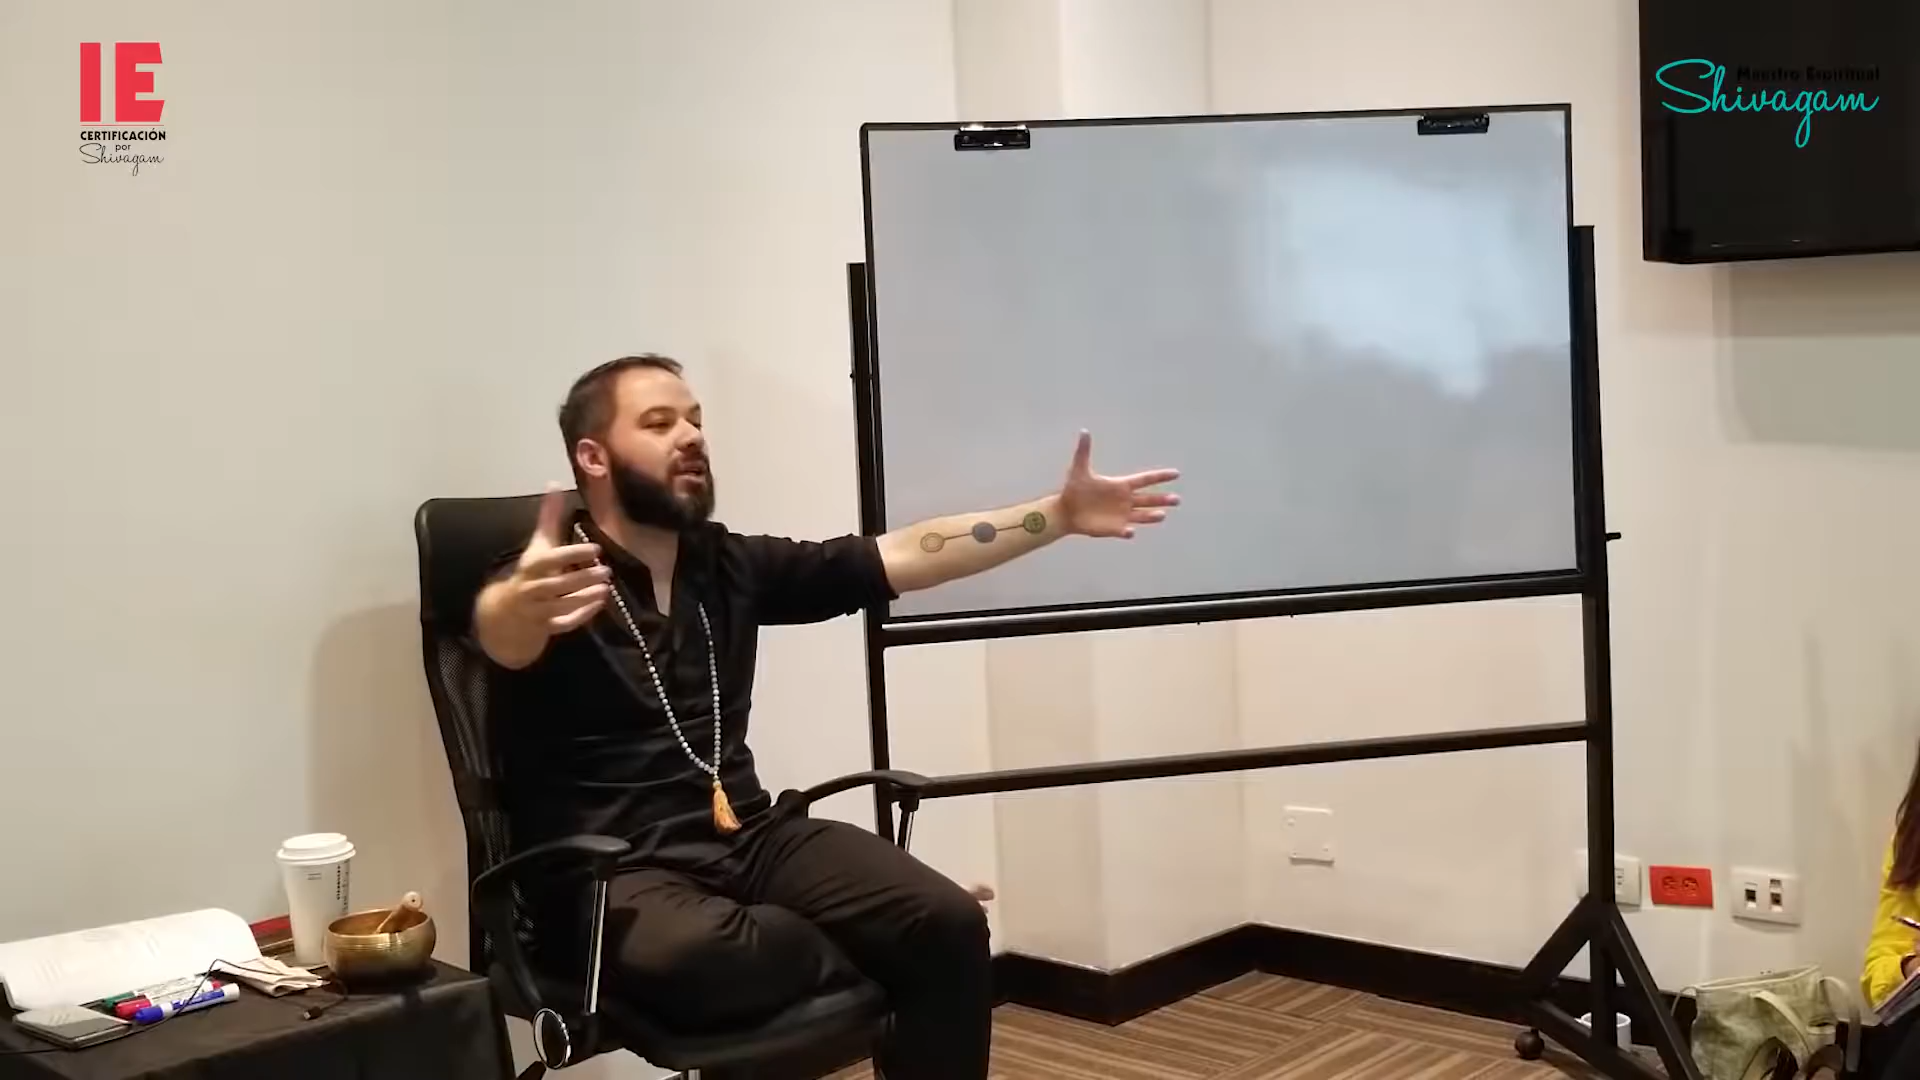 IE
CERTIFICACIÓN
por
Shivagam
Maestro Espiritual
Shivagam